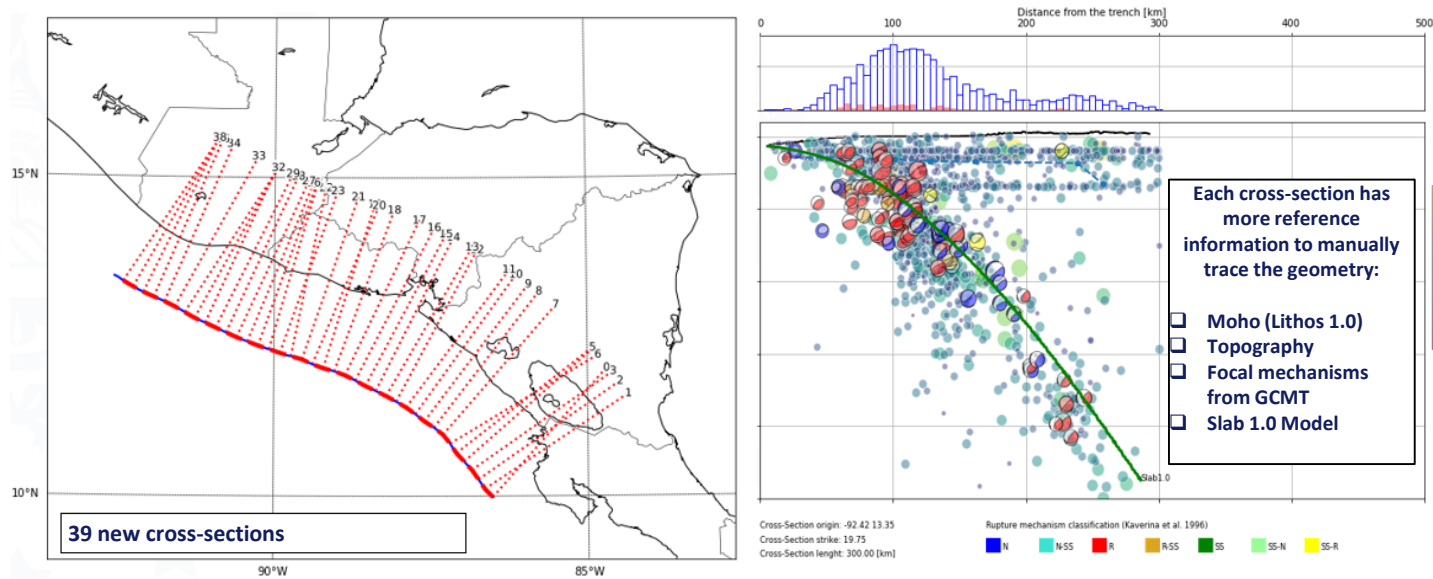 Distance from the trench [km]
0 100 200 300 400 500
38 34
33
32
29
23
21
20
18
17
16
15
13
11
9
8
7
5
6
3
2
1
15°N
10°N
90°W
85°W
39 new cross-sections
Each cross-section has
more reference
information to manually
trace the geometry:
Moho (Lithos 1.0)
Topography
Focal mechanisms
from GCMT
Slab 1.0 Model
Slab1.0
Cross-Section origin: -92.42 13.35
Cross-Section strike: 19.75
Cross-Section lenght: 300.00 [km]
Rupture mechanism classification (Kaverina et al. 1996)
N N-SS R R-SS SS SS-N SS-R